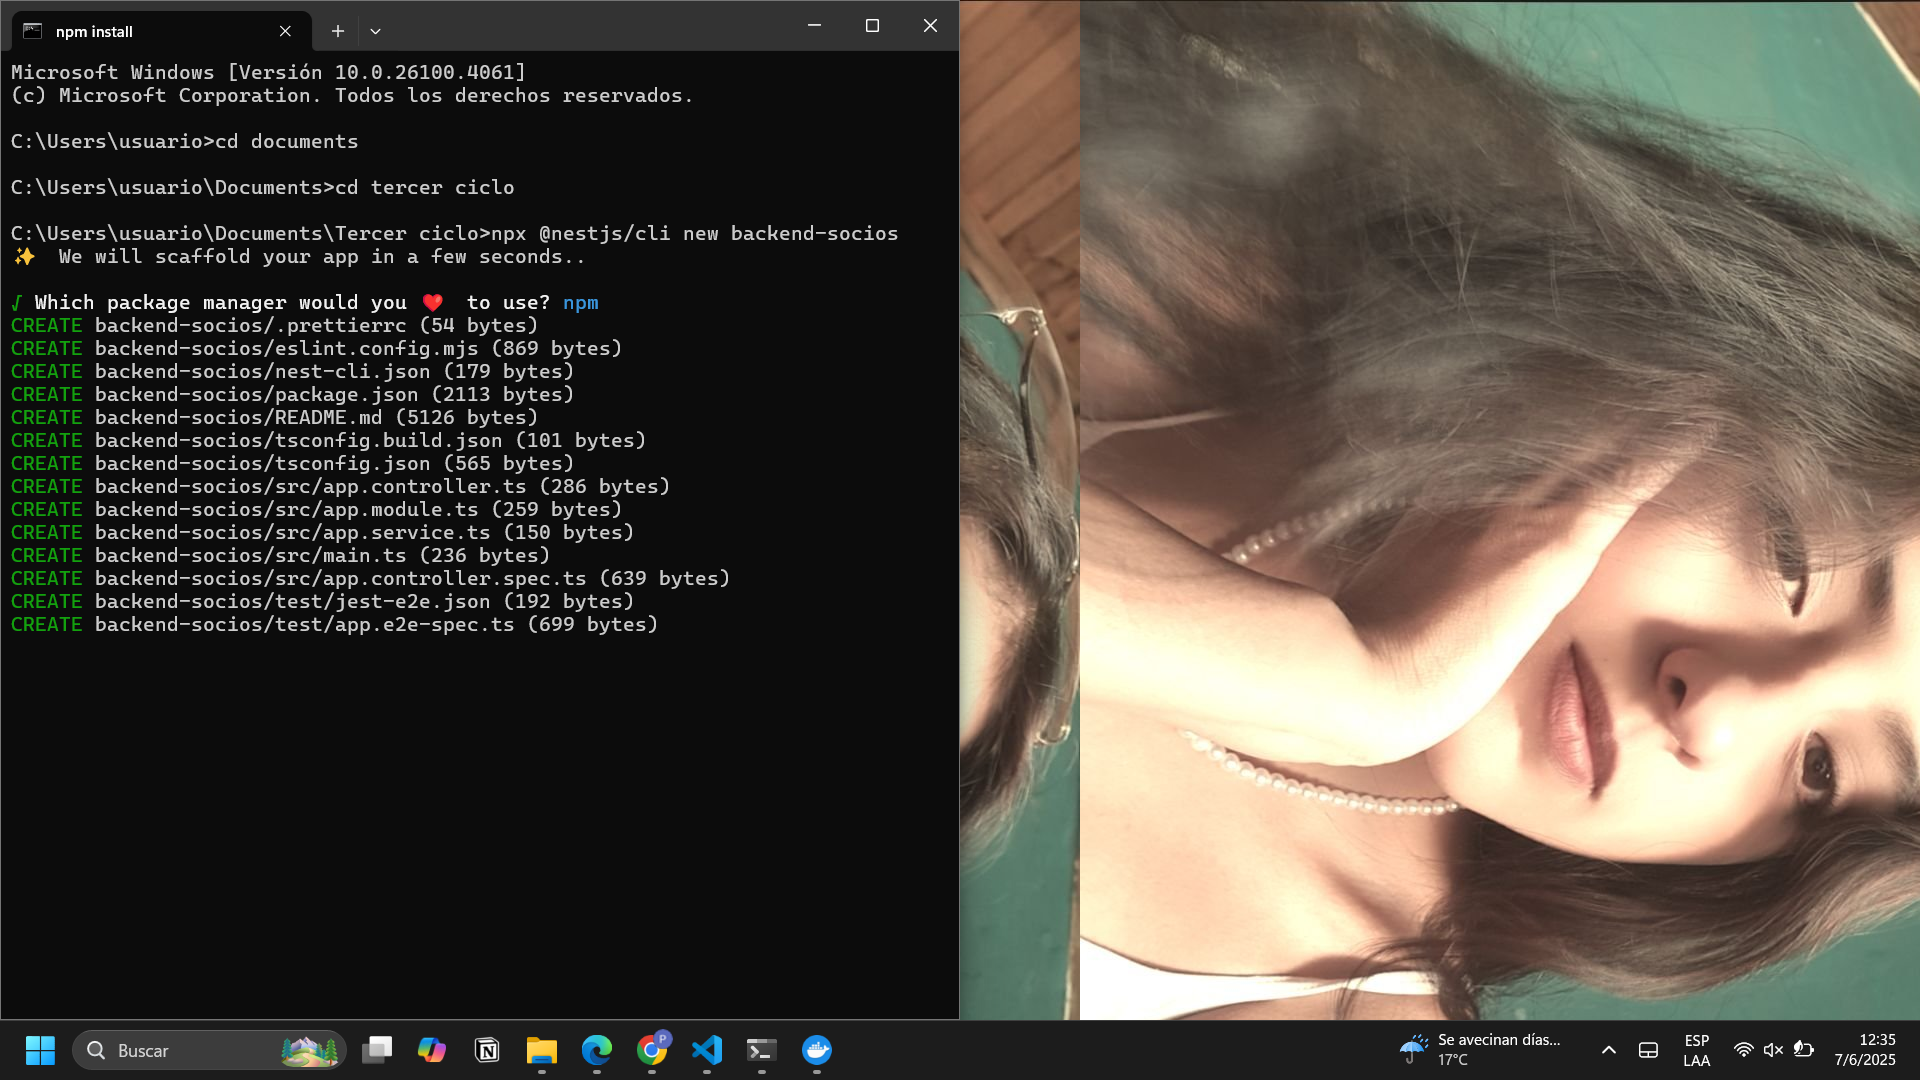 npm install
Microsoft Windows [Versión 10.0.26100.4061]
(c) Microsoft Corporation. Todos los derechos reservados.
C:\Users\usuario>cd documents
C:\Users\usuario\Documents>cd tercer ciclo
C:\Users\usuario\Documents\Tercer ciclo>npx @nestjs/cli new backend-socios
✨ We will scaffold your app in a few seconds..
√ Which package manager would you ❤️ to use? npm
CREATE backend-socios/.prettierrc (54 bytes)
CREATE backend-socios/eslint.config.mjs (869 bytes)
CREATE backend-socios/nest-cli.json (179 bytes)
CREATE backend-socios/package.json (2113 bytes)
CREATE backend-socios/README.md (5126 bytes)
CREATE backend-socios/tsconfig.build.json (101 bytes)
CREATE backend-socios/tsconfig.json (565 bytes)
CREATE backend-socios/src/app.controller.ts (286 bytes)
CREATE backend-socios/src/app.module.ts (259 bytes)
CREATE backend-socios/src/app.service.ts (150 bytes)
CREATE backend-socios/src/main.ts (236 bytes)
CREATE backend-socios/src/app.controller.spec.ts (639 bytes)
CREATE backend-socios/test/jest-e2e.json (192 bytes)
CREATE backend-socios/test/app.e2e-spec.ts (699 bytes)
Buscar
P
Se avecinan días...
17°C
ESP
LAA
12:35
7/6/2025